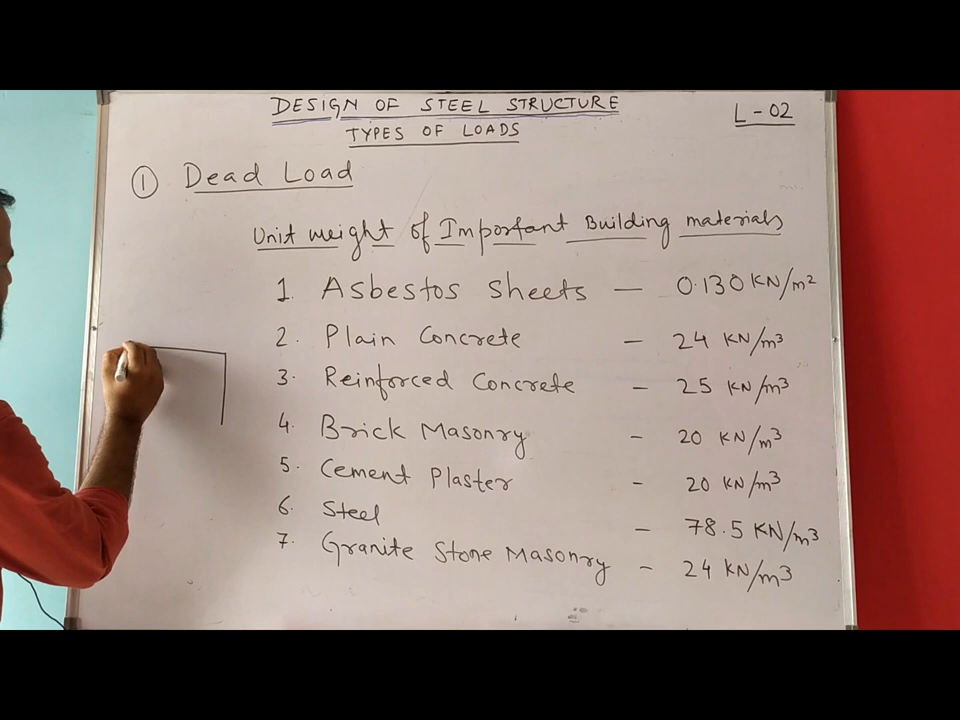 DESIGN OF STEEL STRUCTURE
L - 02
TYPES OF LOADS
① Dead Load
Unit weight of Important Building materials
1. Asbestos Sheets — 0.130 KN/m²
2. Plain Concrete — 24 KN/m³
3. Reinforced Concrete - 25 KN/m³
4. Brick Masonry - 20 KN/m³
5. Cement Plaster - 20 KN/m³
6. Steel - 78.5 KN/m³
7. Granite Stone Masonry - 24 KN/m³